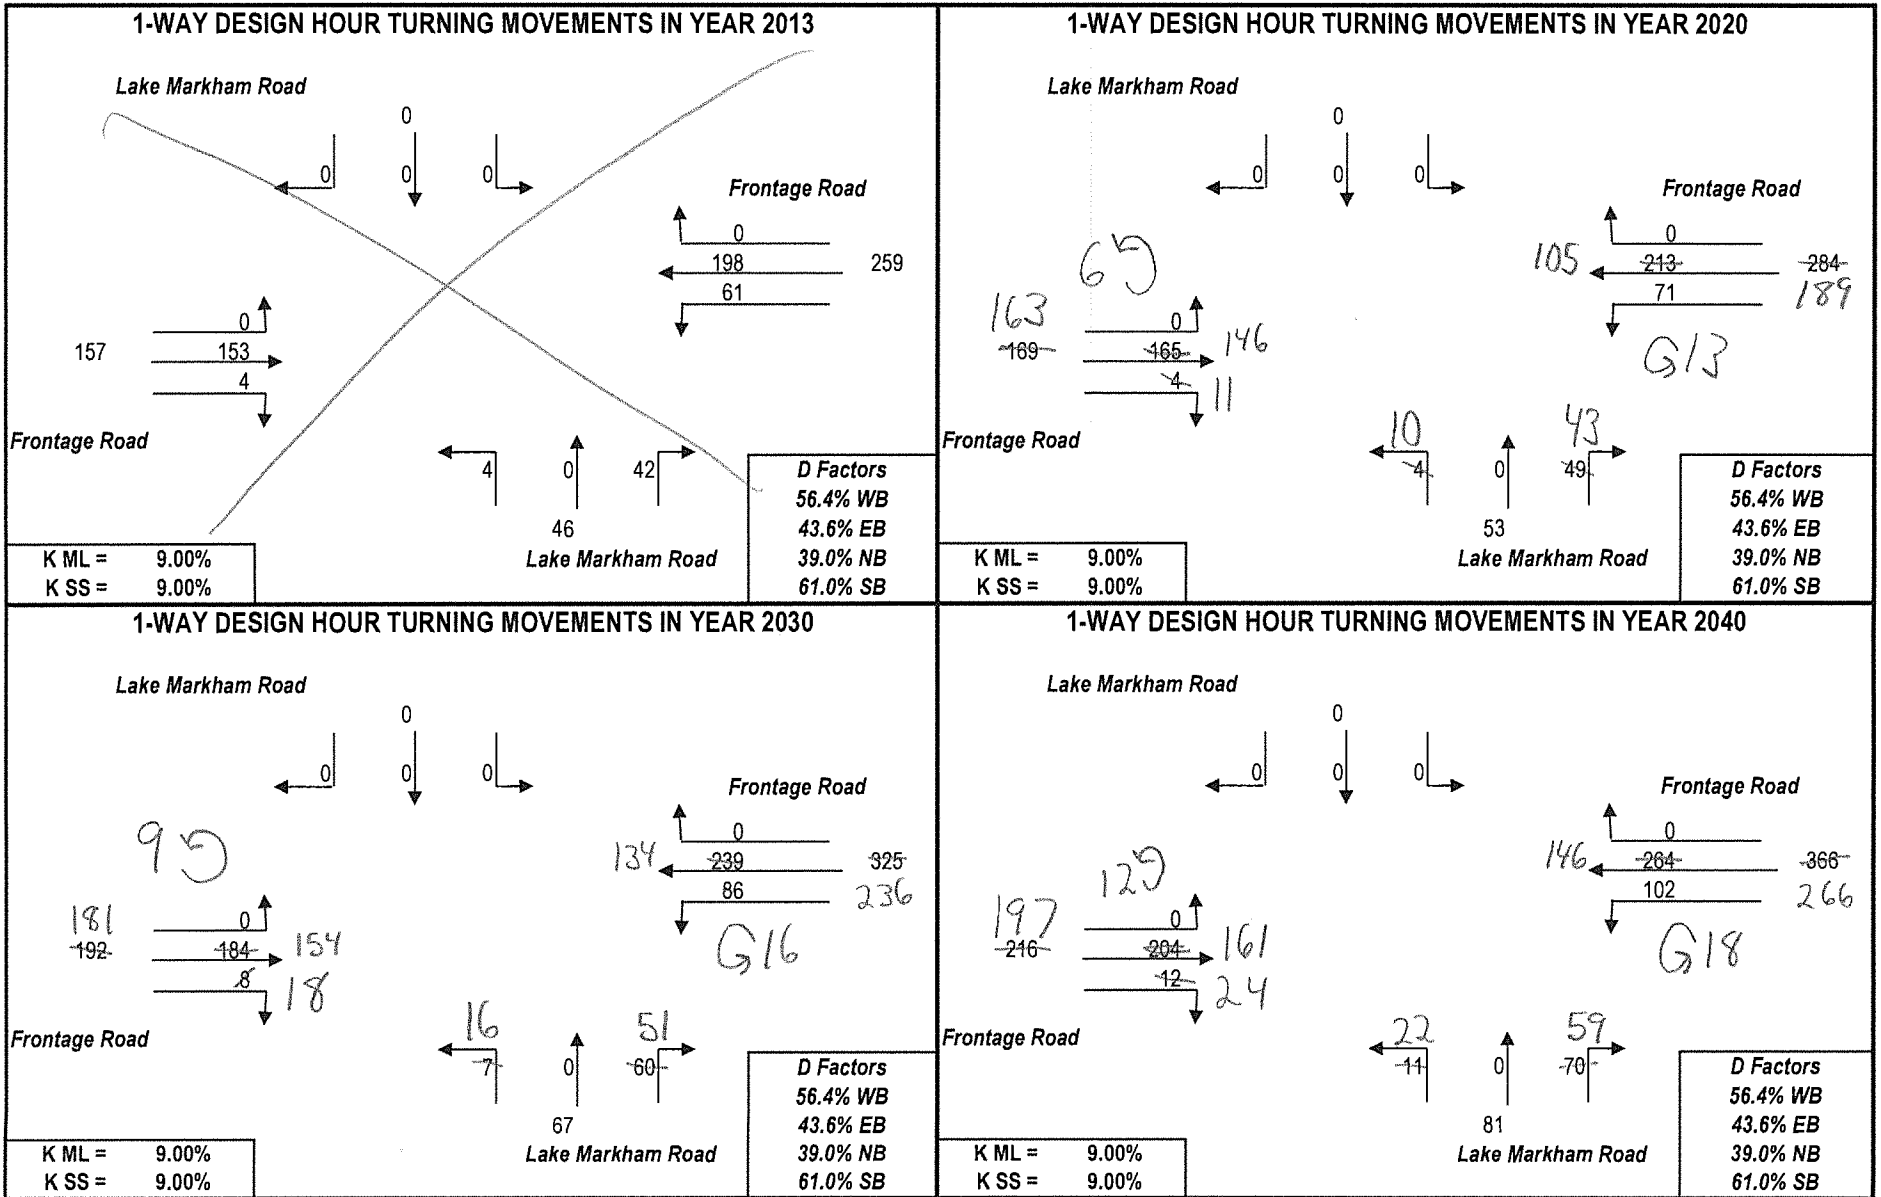 1-WAY DESIGN HOUR TURNING MOVEMENTS IN YEAR 2013
Lake Markham Road
0
0 0 0
Frontage Road
0
198 259
61
0
157 153
4
Frontage Road
4 0 42
46
Lake Markham Road
D Factors
56.4% WB
43.6% EB
39.0% NB
61.0% SB
K ML = 9.00%
K SS = 9.00%
1-WAY DESIGN HOUR TURNING MOVEMENTS IN YEAR 2020
Lake Markham Road
0
0 0 0
Frontage Road
0
105 213 284
71 189
13
6
163 0
169 165 146
4 11
Frontage Road
10 43
4 0 49
53
Lake Markham Road
D Factors
56.4% WB
43.6% EB
39.0% NB
61.0% SB
K ML = 9.00%
K SS = 9.00%
1-WAY DESIGN HOUR TURNING MOVEMENTS IN YEAR 2030
Lake Markham Road
0
0 0 0
Frontage Road
0
134 239 325
86 236
16
9
181 0
192 184 154
8 18
Frontage Road
16 51
7 0 60
67
Lake Markham Road
D Factors
56.4% WB
43.6% EB
39.0% NB
61.0% SB
K ML = 9.00%
K SS = 9.00%
1-WAY DESIGN HOUR TURNING MOVEMENTS IN YEAR 2040
Lake Markham Road
0
0 0 0
Frontage Road
0
146 264 366
102 266
18
12
197 0
216 204 161
12 24
Frontage Road
22 59
11 0 70
81
Lake Markham Road
D Factors
56.4% WB
43.6% EB
39.0% NB
61.0% SB
K ML = 9.00%
K SS = 9.00%